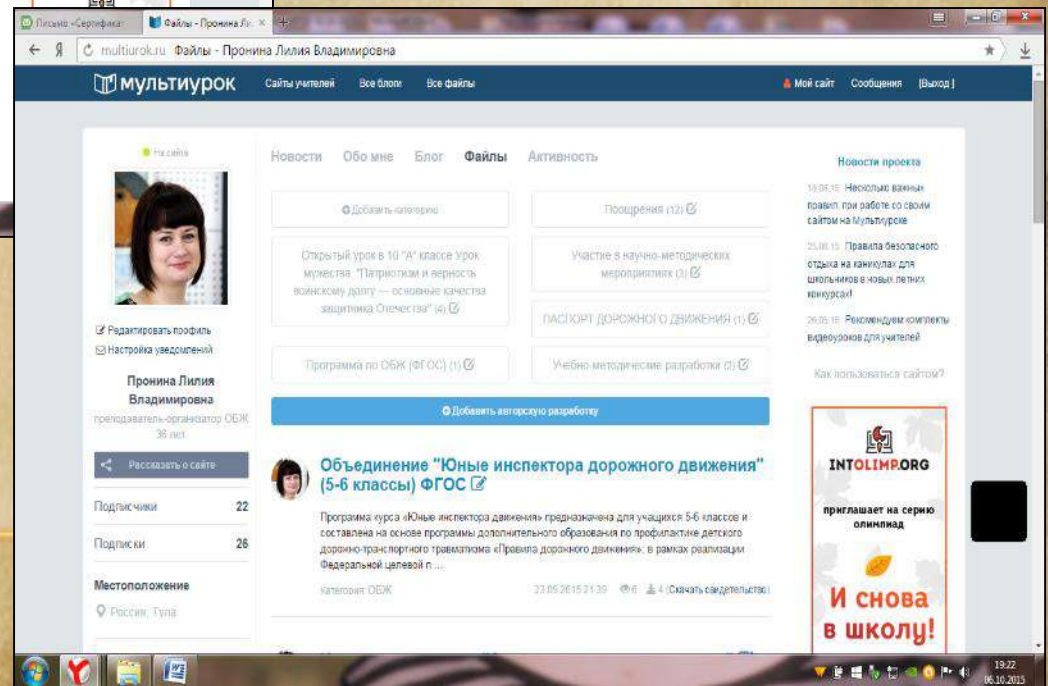 Письмо «Сертифика
Файлы - Пронина Ли
multiurok.ru Файлы - Пронина Лилия Владимировна
мультиурок
Сайты учителей Все блоги Все файлы
Мой сайт Сообщения [Выход]
На сайте
Новости Обо мне Блог Файлы Активность
Добавить категорию
Поощрения (12)
Открытый урок в 10 "А" классе Урок
мужества "Патриотизм и верность
воинскому долгу — основные качества
защитника Отечества" (4)
Участие в научно-методических
мероприятиях (3)
ПАСПОРТ ДОРОЖНОГО ДВИЖЕНИЯ (1)
Программа по ОБЖ (ФГОС) (1)
Учебно-методические разработки (2)
Добавить авторскую разработку
Редактировать профиль
Настройка уведомлений
Пронина Лилия
Владимировна
преподаватель-организатор ОБЖ
36 лет
Рассказать о сайте
Подписчики 22
Подписки 26
Местоположение
Россия, Тула
Объединение "Юные инспектора дорожного движения"
(5-6 классы) ФГОС
Программа курса «Юные инспектора движения» предназначена для учащихся 5-6 классов и
составлена на основе программы дополнительного образования по профилактике детского
дорожно-транспортного травматизма «Правила дорожного движения»; в рамках реализации
Федеральной целевой п ...
Категория: ОБЖ
23.09.2015 21:39 6 4 (Скачать свидетельство)
Новости проекта
Несколько важных
правил при работе со своим
сайтом на Мультиуроке
Правила безопасного
отдыха на каникулах для
школьников в новых летних
конкурсах!
Рекомендуем комплекты
видеоуроков для учителей
Как пользоваться сайтом?
INTOLIMP.ORG
приглашает на серию
олимпиад
И снова
в школу!
19:22
06.10.2015